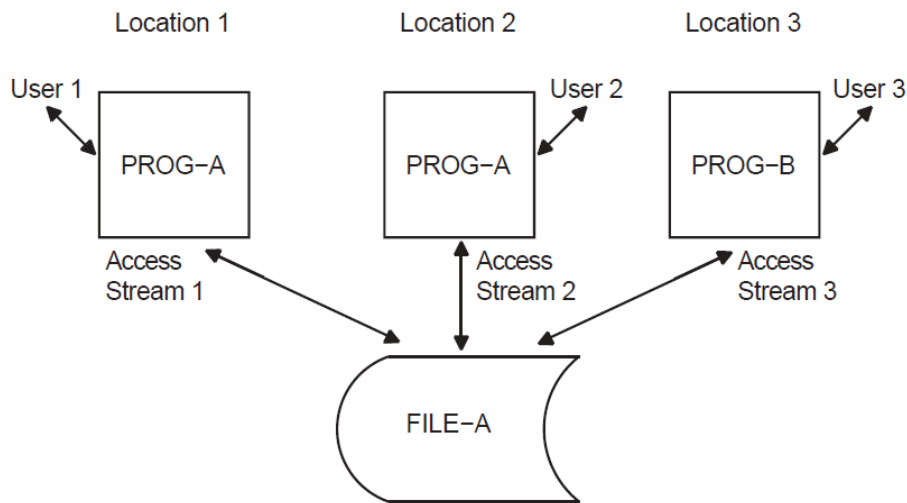 Location 1
Location 2
Location 3
User 1
User 2
User 3
PROG−A
PROG−A
PROG−B
Access
Stream 1
Access
Stream 2
Access
Stream 3
FILE−A